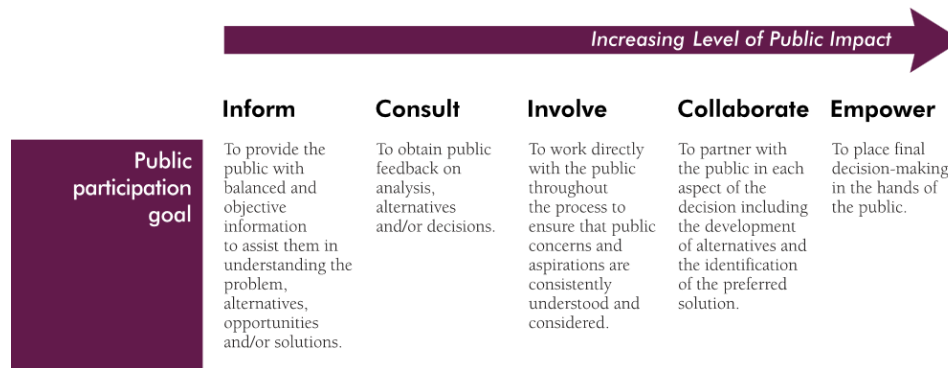 Increasing Level of Public Impact
Inform
Consult
Involve
Collaborate
Empower
Public
participation
goal
To provide the
public with
balanced and
objective
information
to assist them in
understanding the
problem,
alternatives,
opportunities
and/or solutions.
To obtain public
feedback on
analysis,
alternatives
and/or decisions.
To work directly
with the public
throughout
the process to
ensure that public
concerns and
aspirations are
consistently
understood and
considered.
To partner with
the public in each
aspect of the
decision including
the development
of alternatives and
the identification
of the preferred
solution.
To place final
decision-making
in the hands of
the public.